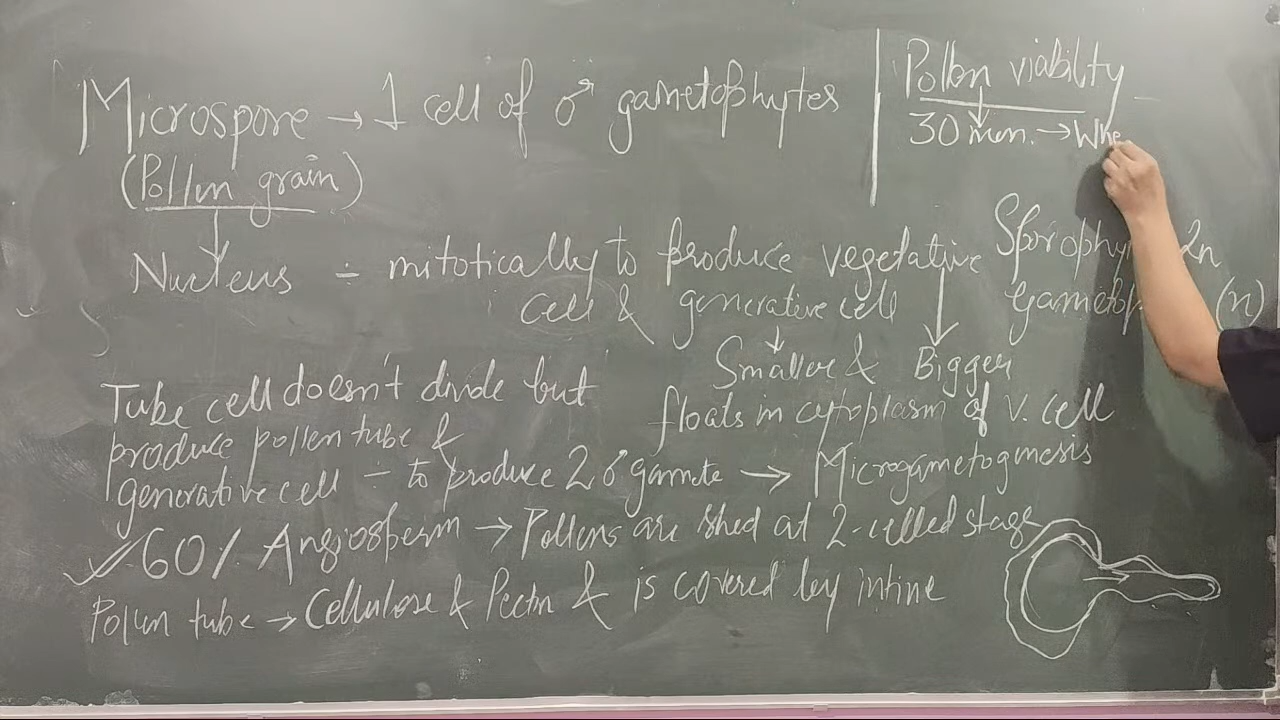 Microspore → 1 cell of ♂ gametophytes
(Pollen grain)
Nucleus ÷ mitotically to produce vegetative
cell & generative cell
Smaller & Bigger
floats in cytoplasm of V. cell
Tube cell doesn't divide but
produce pollen tube &
generative cell ÷ to produce 2 ♂ gamete → Microgametogenesis
60% Angiosperm → Pollens are shed at 2-celled stage
Pollen tube → Cellulose & Pectin & is covered by intine
Pollen viability
30 min. → Whe
Sporophy 2n
Gametop (n)